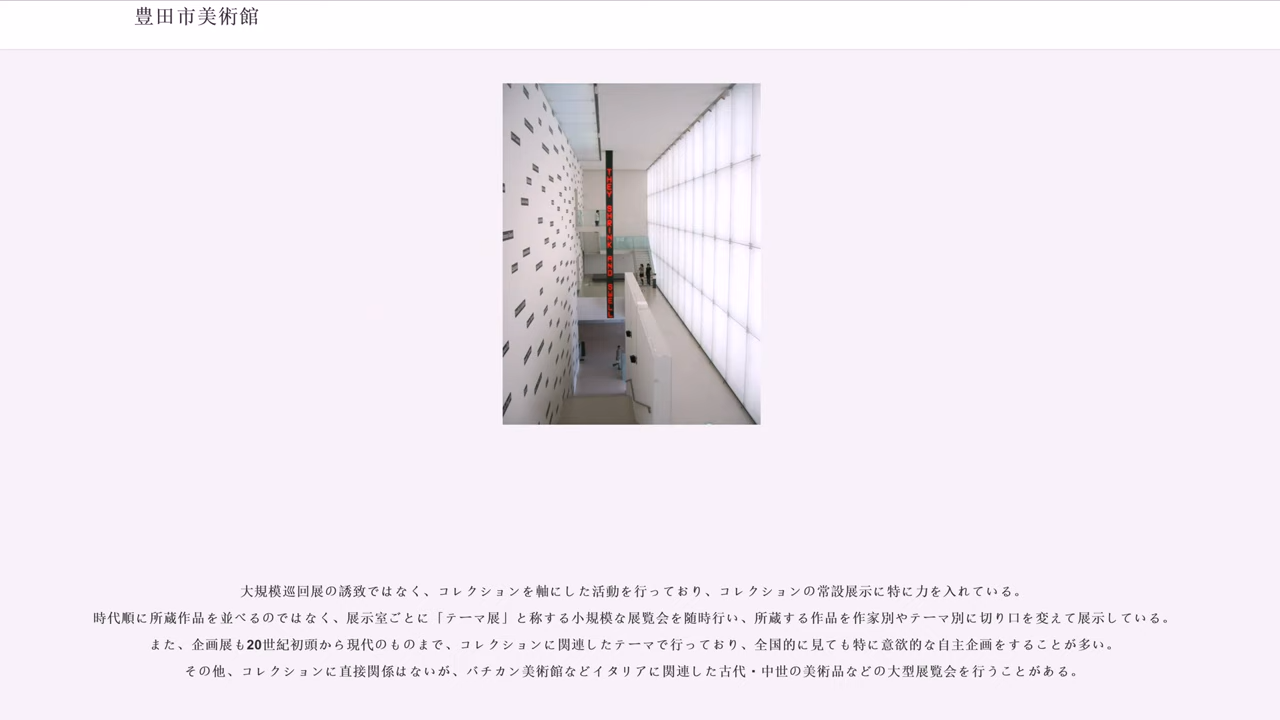 豊田市美術館
THEY SHRINK AND SWELL
大規模巡回展の誘致ではなく、コレクションを軸にした活動を行っており、コレクションの常設展示に特に力を入れている。
時代順に所蔵作品を並べるのではなく、展示室ごとに「テーマ展」と称する小規模な展覧会を随時行い、所蔵する作品を作家別やテーマ別に切り口を変えて展示している。
また、企画展も20世紀初頭から現代のものまで、コレクションに関連したテーマで行っており、全国的に見ても特に意欲的な自主企画をすることが多い。
その他、コレクションに直接関係はないが、バチカン美術館などイタリアに関連した古代・中世の美術品などの大型展覧会を行うことがある。